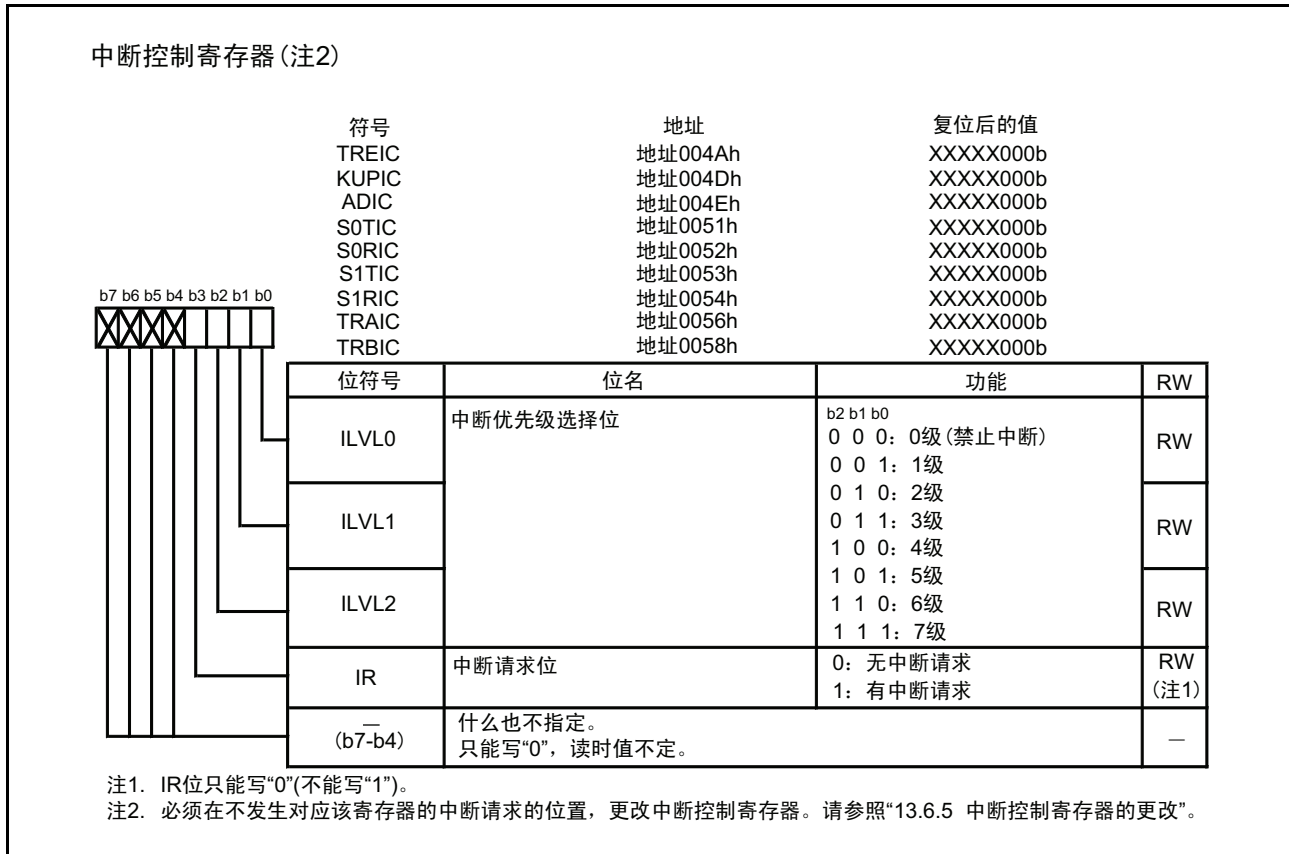 中断控制寄存器(注2)
符号 地址 复位后的值
TREIC 地址004Ah XXXXX000b
KUPIC 地址004Dh XXXXX000b
ADIC 地址004Eh XXXXX000b
S0TIC 地址0051h XXXXX000b
S0RIC 地址0052h XXXXX000b
S1TIC 地址0053h XXXXX000b
S1RIC 地址0054h XXXXX000b
TRAIC 地址0056h XXXXX000b
TRBIC 地址0058h XXXXX000b
b7 b6 b5 b4 b3 b2 b1 b0
位符号 位名 功能 RW
ILVL0 中断优先级选择位 RW
b2 b1 b0
0 0 0：0级(禁止中断)
0 0 1：1级
ILVL1 RW
0 1 0：2级
0 1 1：3级
1 0 0：4级
ILVL2 RW
1 0 1：5级
1 1 0：6级
1 1 1：7级
IR 中断请求位 RW
(注1)
0：无中断请求
1：有中断请求
—
(b7-b4)
什么也不指定。
只能写“0”，读时值不定。
—
注1. IR位只能写“0”(不能写“1”)。
注2. 必须在不发生对应该寄存器的中断请求的位置，更改中断控制寄存器。请参照“13.6.5 中断控制寄存器的更改”。